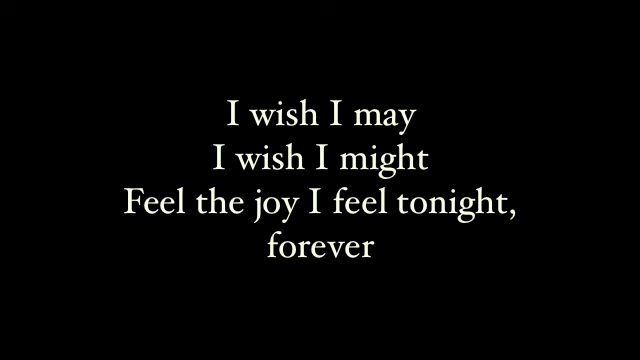 I wish I may
I wish I might
Feel the joy I feel tonight,
forever